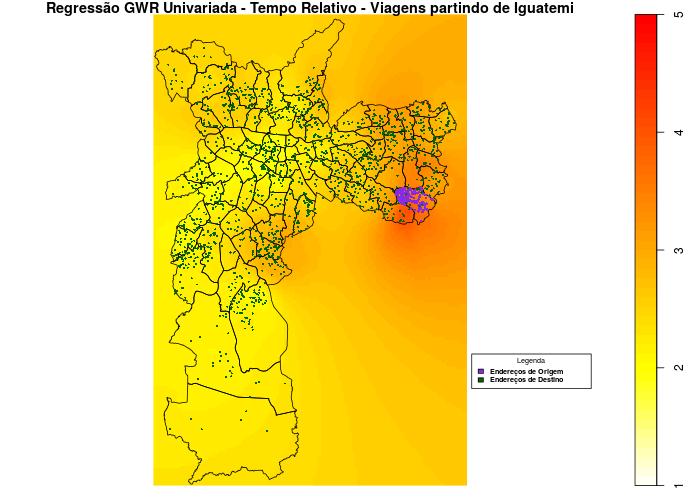 Regressão GWR Univariada - Tempo Relativo - Viagens partindo de Iguatemi
5
4
3
2
1
Legenda
Endereços de Origem
Endereços de Destino